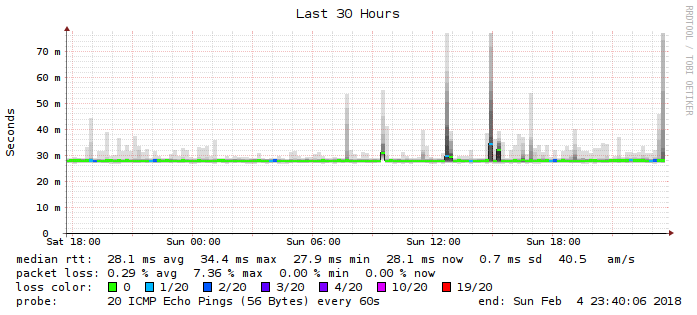 Last 30 Hours
RRDTOOL / TOBI OETIKER
Seconds
70 m
60 m
50 m
40 m
30 m
20 m
10 m
0
Sat 18:00 Sun 00:00 Sun 06:00 Sun 12:00 Sun 18:00
median rtt: 28.1 ms avg 34.4 ms max 27.9 ms min 28.1 ms now 0.7 ms sd 40.5 am/s
packet loss: 0.29 % avg 7.36 % max 0.00 % min 0.00 % now
loss color: 0 1/20 2/20 3/20 4/20 10/20 19/20
probe: 20 ICMP Echo Pings (56 Bytes) every 60s end: Sun Feb 4 23:40:06 2018